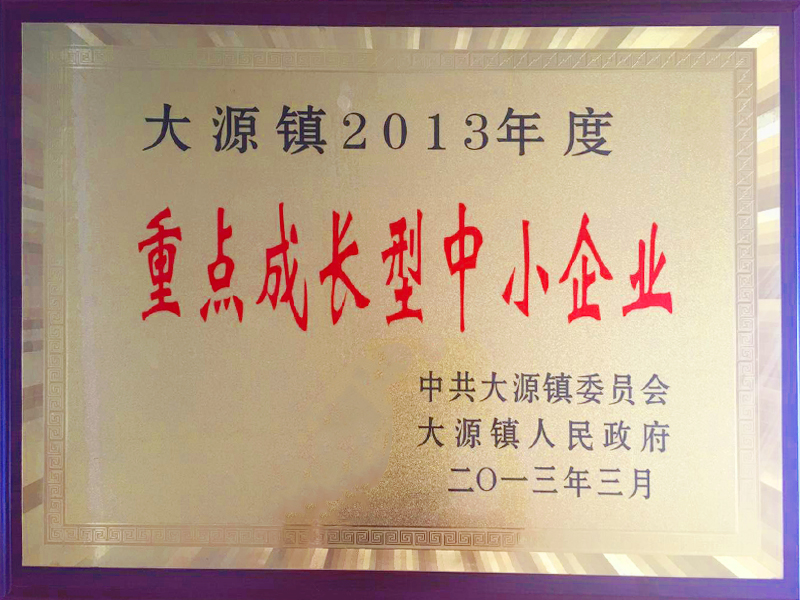 大源镇2013年度
重点成长型中小企业
中共大源镇委员会
大源镇人民政府
二〇一三年三月